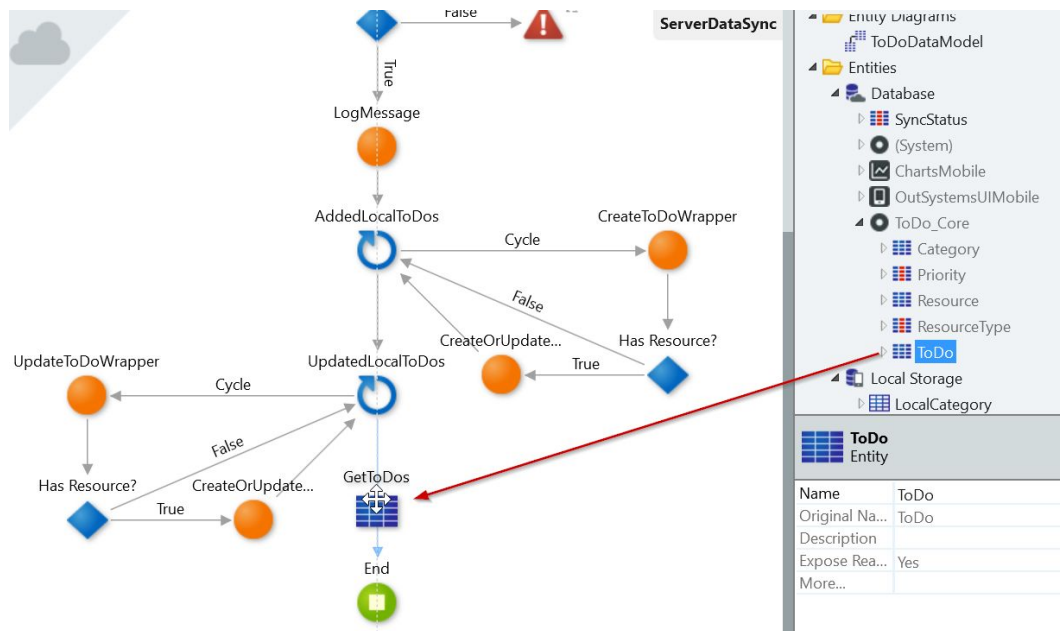 False
ServerDataSync
True
LogMessage
AddedLocalToDos
CreateToDoWrapper
Cycle
False
CreateOrUpdate...
Has Resource?
True
UpdateToDoWrapper
UpdatedLocalToDos
Cycle
False
Has Resource?
CreateOrUpdate...
True
GetToDos
End
Entity Diagrams
ToDoDataModel
Entities
Database
SyncStatus
(System)
ChartsMobile
OutSystemsUIMobile
ToDo_Core
Category
Priority
Resource
ResourceType
ToDo
Local Storage
LocalCategory
ToDo
Entity
Name ToDo
Original Na... ToDo
Description
Expose Rea... Yes
More...